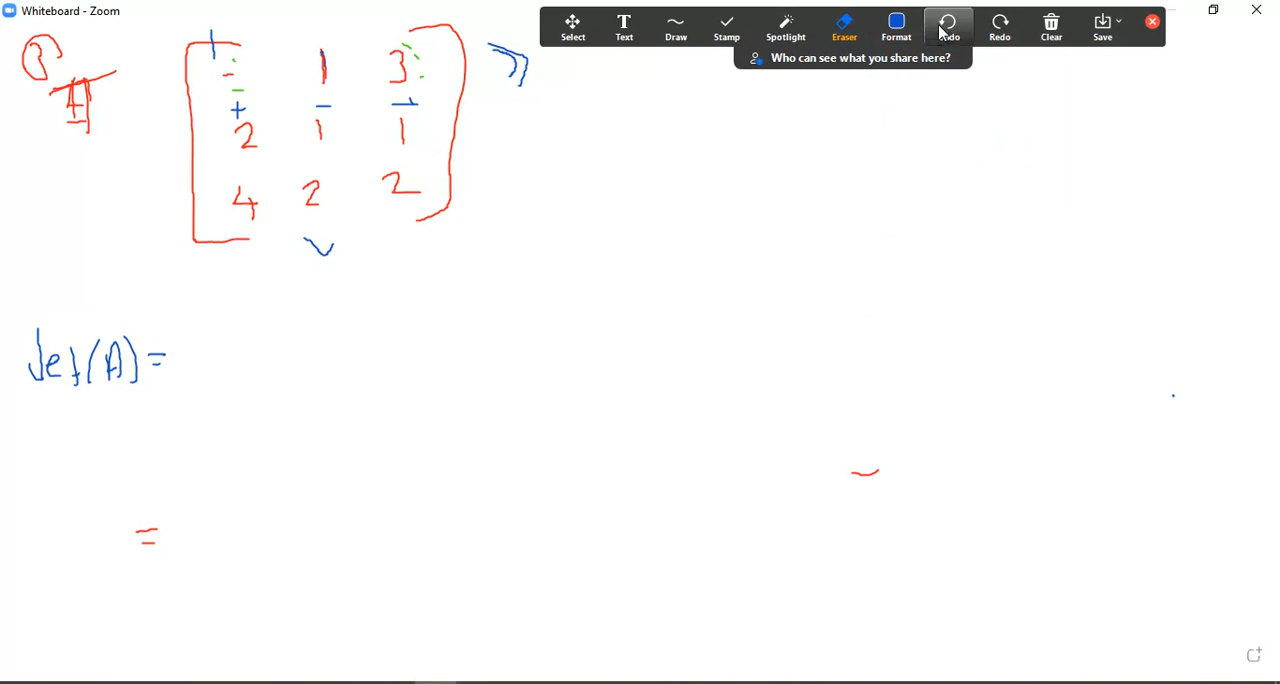 Whiteboard - Zoom
Select Text Draw Stamp Spotlight Eraser Format Undo Redo Clear Save
Who can see what you share here?
1 3
+ - -
2 1 1
4 2 2
det(A)=
=